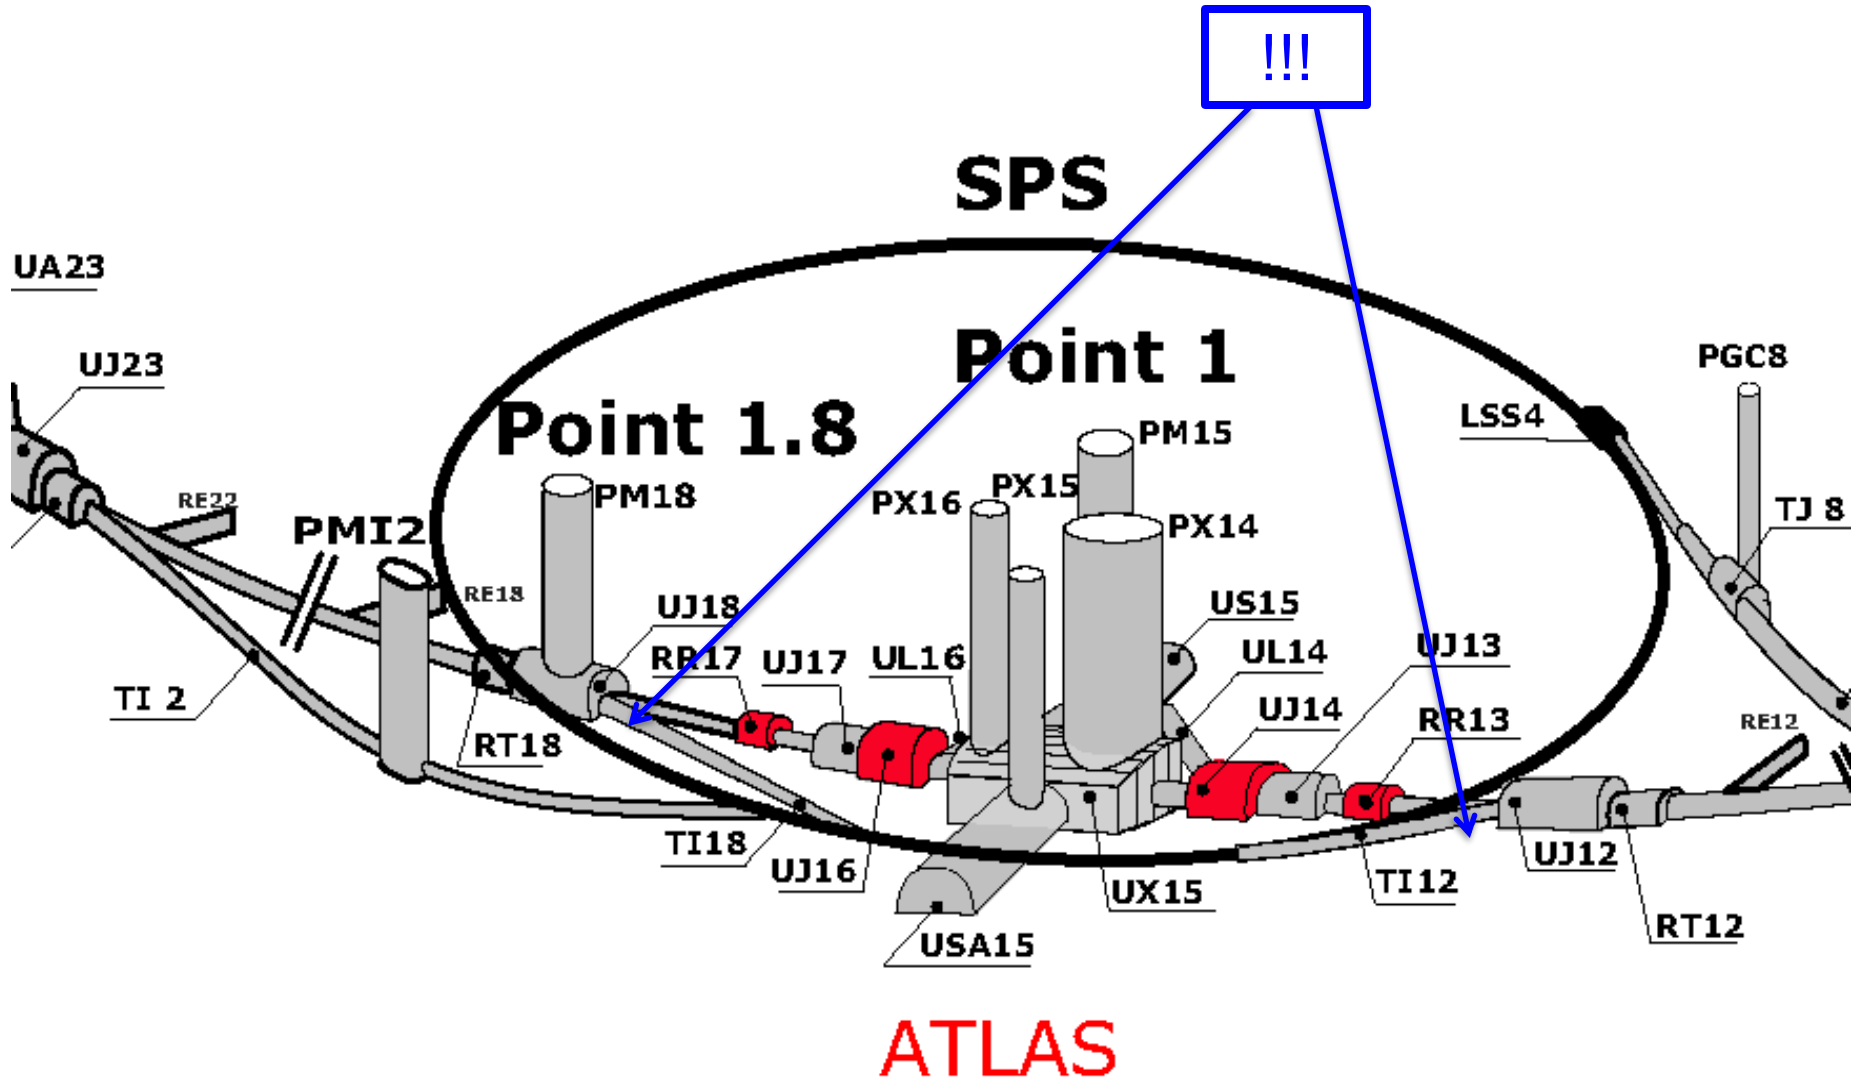 !!!
SPS
UA23
Point 1
UJ23
PGC8
Point 1.8
LSS4
PM15
PX15
PM18
PX16
RE22
TJ 8
PMI2
PX14
RE18
UJ18
US15
RR17
UJ17
UL16
UL14
UJ13
TI 2
UJ14
RR13
RE12
RT18
TI18
UJ16
UJ12
TI12
UX15
RT12
USA15
ATLAS